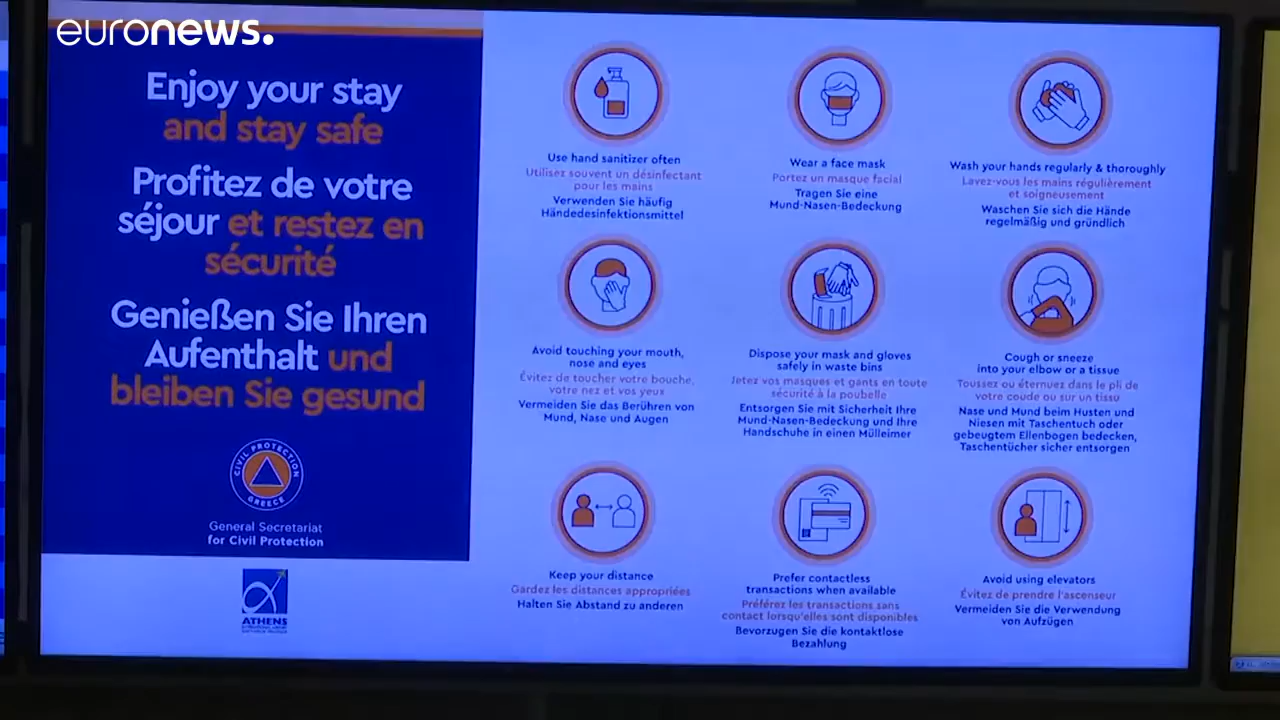 euronews.
Enjoy your stay
and stay safe
Profitez de votre
séjour et restez en
sécurité
Genießen Sie Ihren
Aufenthalt und
bleiben Sie gesund
CIVIL PROTECTION
GREECE
General Secretariat
for Civil Protection
ATHENS
Use hand sanitizer often
Utilisez souvent un désinfectant
pour les mains
Verwenden Sie häufig
Händedesinfektionsmittel
Wear a face mask
Portez un masque facial
Tragen Sie eine
Mund-Nasen-Bedeckung
Wash your hands regularly & thoroughly
Lavez-vous les mains régulièrement
et soigneusement
Waschen Sie sich die Hände
regelmäßig und gründlich
Avoid touching your mouth,
nose and eyes
Évitez de toucher votre bouche,
votre nez et vos yeux
Vermeiden Sie das Berühren von
Mund, Nase und Augen
Dispose your mask and gloves
safely in waste bins
Jetez vos masques et gants en toute
sécurité à la poubelle
Entsorgen Sie mit Sicherheit Ihre
Mund-Nasen-Bedeckung und Ihre
Handschuhe in einen Mülleimer
Cough or sneeze
into your elbow or a tissue
Toussez ou éternuez dans le pli de
votre coude ou sur un tissu
Nase und Mund beim Husten und
Niesen mit Taschentuch oder
gebeugtem Ellenbogen bedecken,
Taschentücher sicher entsorgen
Keep your distance
Gardez les distances appropriées
Halten Sie Abstand zu anderen
Prefer contactless
transactions when available
Préférez les transactions sans
contact lorsqu'elles sont disponibles
Bevorzugen Sie die kontaktlose
Bezahlung
Avoid using elevators
Évitez de prendre l'ascenseur
Vermeiden Sie die Verwendung
von Aufzügen